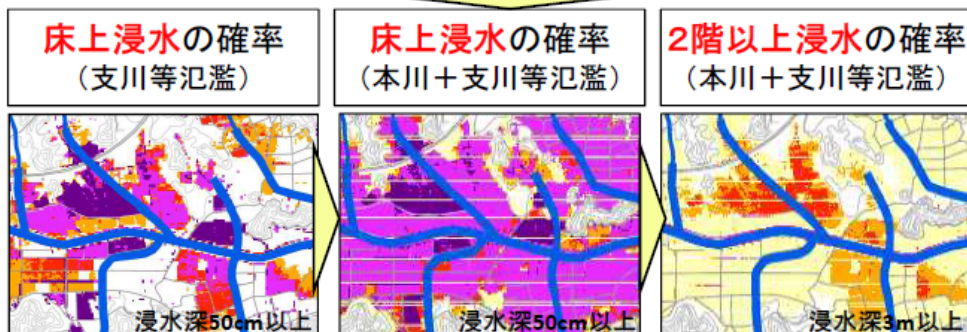 床上浸水の確率
（支川等氾濫）
浸水深50cm以上
床上浸水の確率
（本川＋支川等氾濫）
浸水深50cm以上
2階以上浸水の確率
（本川＋支川等氾濫）
浸水深3m以上